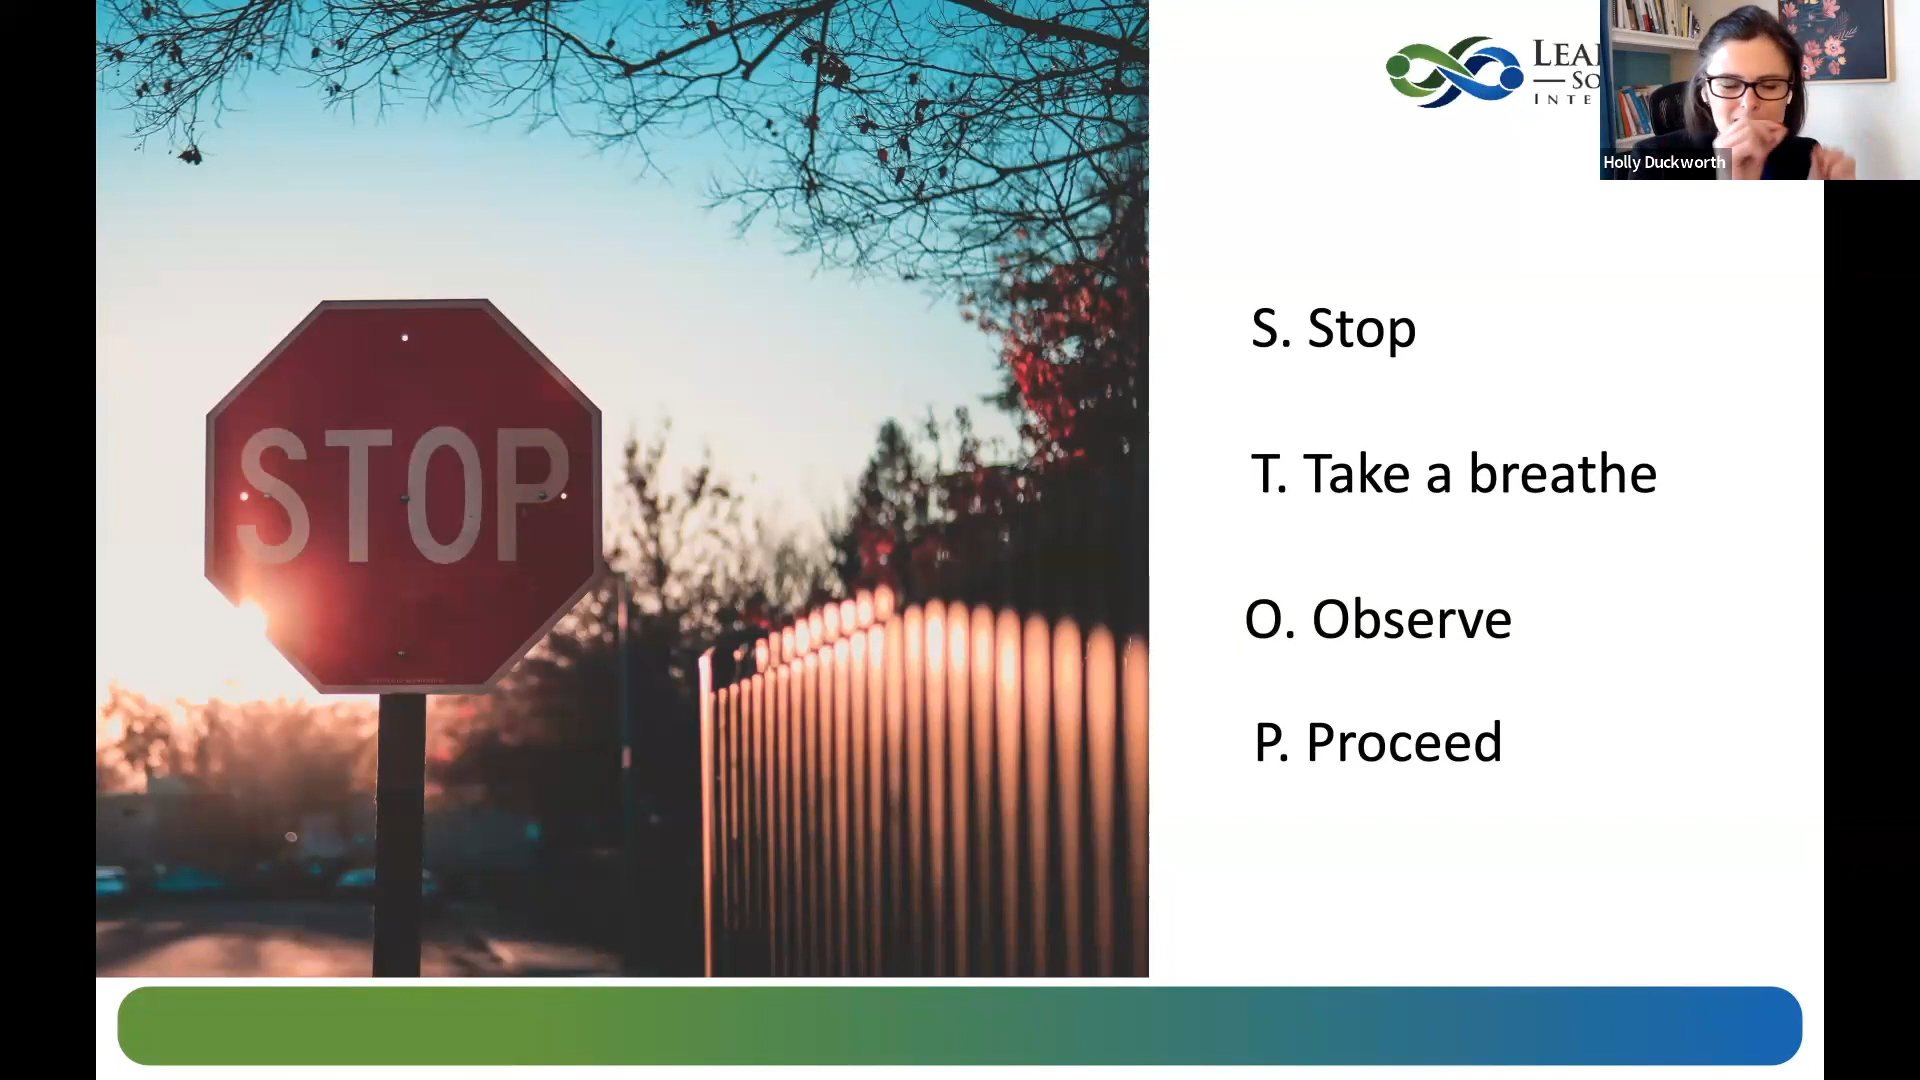 STOP
Holly Duckworth
S. Stop
T. Take a breathe
O. Observe
P. Proceed